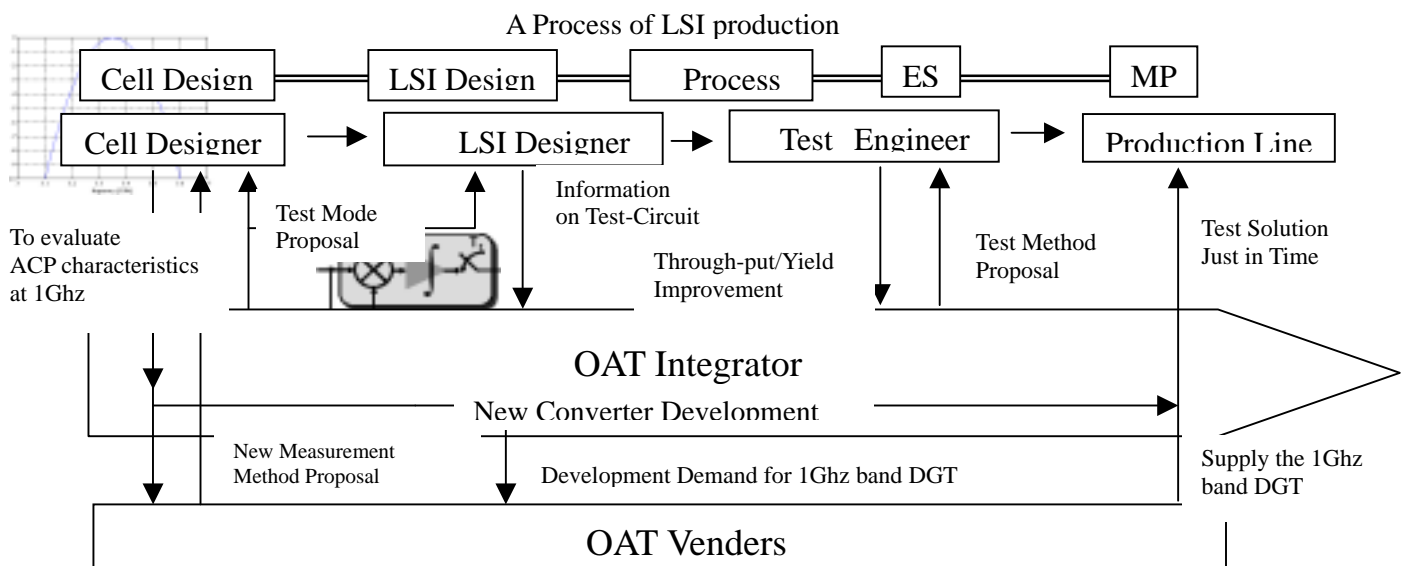 A Process of LSI production
Cell Design
LSI Design
Process
ES
MP
Cell Designer
LSI Designer
Test Engineer
Production Line
To evaluate
ACP characteristics
at 1Ghz
Test Mode
Proposal
Information
on Test-Circuit
Through-put/Yield
Improvement
Test Method
Proposal
Test Solution
Just in Time
OAT Integrator
New Converter Development
New Measurement
Method Proposal
Development Demand for 1Ghz band DGT
Supply the 1Ghz
band DGT
OAT Venders